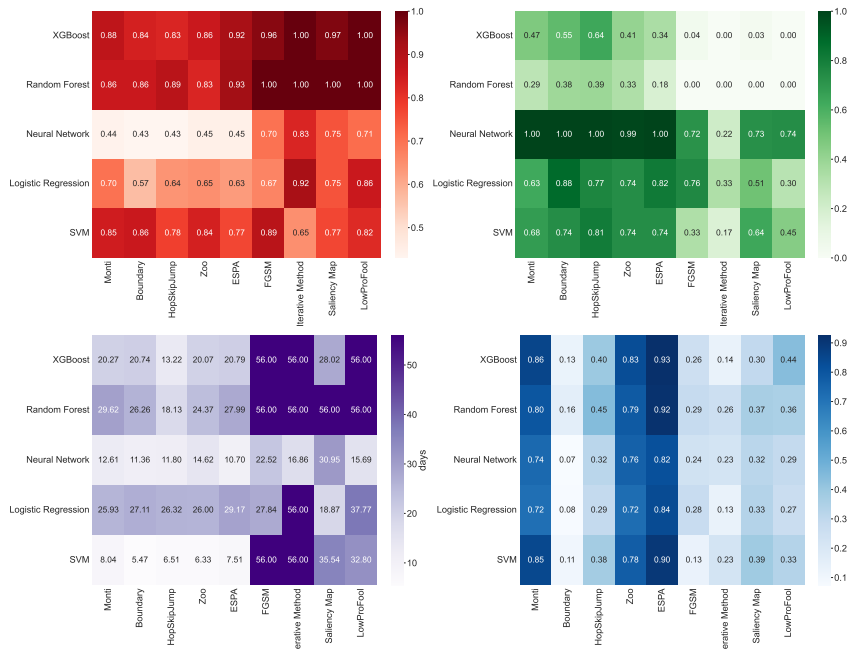 XGBoost 0.88 0.84 0.83 0.86 0.92 0.96 1.00 0.97 1.00
Random Forest 0.86 0.86 0.89 0.83 0.93 1.00 1.00 1.00 1.00
Neural Network 0.44 0.43 0.43 0.45 0.45 0.70 0.83 0.75 0.71
Logistic Regression 0.70 0.57 0.64 0.65 0.63 0.67 0.92 0.75 0.86
SVM 0.85 0.86 0.78 0.84 0.77 0.89 0.65 0.77 0.82
Monti
Boundary
HopSkipJump
Zoo
ESPA
FGSM
Iterative Method
Saliency Map
LowProFool
1.0
0.9
0.8
0.7
0.6
0.5
XGBoost 0.47 0.55 0.64 0.41 0.34 0.04 0.00 0.03 0.00
Random Forest 0.29 0.38 0.39 0.33 0.18 0.00 0.00 0.00 0.00
Neural Network 1.00 1.00 1.00 0.99 1.00 0.72 0.22 0.73 0.74
Logistic Regression 0.63 0.88 0.77 0.74 0.82 0.76 0.33 0.51 0.30
SVM 0.68 0.74 0.81 0.74 0.74 0.33 0.17 0.64 0.45
Monti
Boundary
HopSkipJump
Zoo
ESPA
FGSM
Iterative Method
Saliency Map
LowProFool
1.0
0.8
0.6
0.4
0.2
0.0
XGBoost 20.27 20.74 13.22 20.07 20.79 56.00 56.00 28.02 56.00
Random Forest 29.62 26.26 18.13 24.37 27.99 56.00 56.00 56.00 56.00
Neural Network 12.61 11.36 11.80 14.62 10.70 22.52 16.86 30.95 15.69
Logistic Regression 25.93 27.11 26.32 26.00 29.17 27.84 56.00 18.87 37.77
SVM 8.04 5.47 6.51 6.33 7.51 56.00 56.00 35.54 32.80
Monti
Boundary
HopSkipJump
Zoo
ESPA
FGSM
erative Method
Saliency Map
LowProFool
50
40
30
20
10
days
XGBoost 0.86 0.13 0.40 0.83 0.93 0.26 0.14 0.30 0.44
Random Forest 0.80 0.16 0.45 0.79 0.92 0.29 0.26 0.37 0.36
Neural Network 0.74 0.07 0.32 0.76 0.82 0.24 0.23 0.32 0.29
Logistic Regression 0.72 0.08 0.29 0.72 0.84 0.28 0.13 0.33 0.27
SVM 0.85 0.11 0.38 0.78 0.90 0.13 0.23 0.39 0.33
Monti
Boundary
HopSkipJump
Zoo
ESPA
FGSM
erative Method
Saliency Map
LowProFool
0.9
0.8
0.7
0.6
0.5
0.4
0.3
0.2
0.1